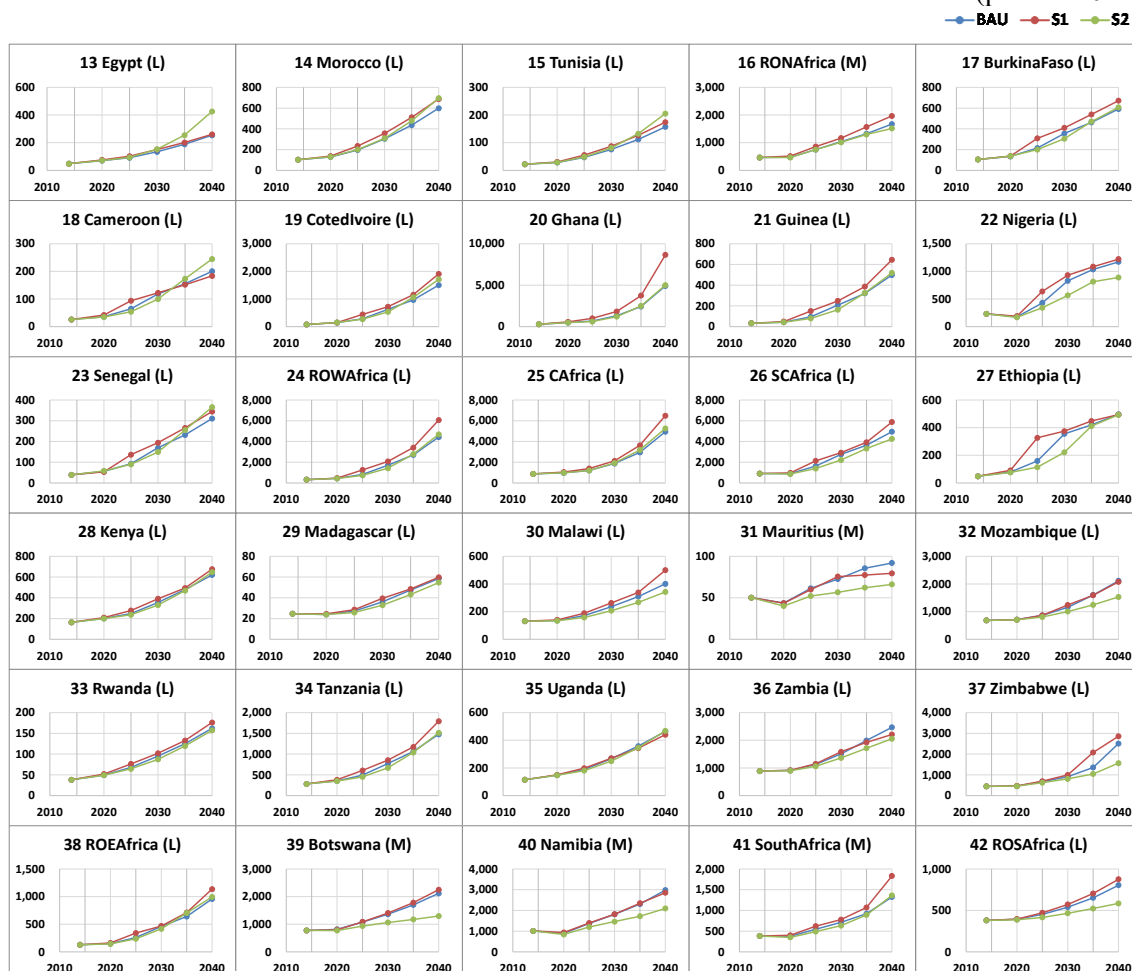 BAU S1 S2
13 Egypt (L)
600
400
200
0
2010 2020 2030 2040
14 Morocco (L)
800
600
400
200
0
2010 2020 2030 2040
15 Tunisia (L)
300
200
100
0
2010 2020 2030 2040
16 RONAfrica (M)
3,000
2,000
1,000
0
2010 2020 2030 2040
17 BurkinaFaso (L)
800
600
400
200
0
2010 2020 2030 2040
18 Cameroon (L)
300
200
100
0
2010 2020 2030 2040
19 CotedIvoire (L)
3,000
2,000
1,000
0
2010 2020 2030 2040
20 Ghana (L)
10,000
5,000
0
2010 2020 2030 2040
21 Guinea (L)
800
600
400
200
0
2010 2020 2030 2040
22 Nigeria (L)
1,500
1,000
500
0
2010 2020 2030 2040
23 Senegal (L)
400
300
200
100
0
2010 2020 2030 2040
24 ROWAfrica (L)
8,000
6,000
4,000
2,000
0
2010 2020 2030 2040
25 CAfrica (L)
8,000
6,000
4,000
2,000
0
2010 2020 2030 2040
26 SCAfrica (L)
8,000
6,000
4,000
2,000
0
2010 2020 2030 2040
27 Ethiopia (L)
600
400
200
0
2010 2020 2030 2040
28 Kenya (L)
800
600
400
200
0
2010 2020 2030 2040
29 Madagascar (L)
80
60
40
20
0
2010 2020 2030 2040
30 Malawi (L)
600
400
200
0
2010 2020 2030 2040
31 Mauritius (M)
100
50
0
2010 2020 2030 2040
32 Mozambique (L)
3,000
2,000
1,000
0
2010 2020 2030 2040
33 Rwanda (L)
200
150
100
50
0
2010 2020 2030 2040
34 Tanzania (L)
2,000
1,500
1,000
500
0
2010 2020 2030 2040
35 Uganda (L)
600
400
200
0
2010 2020 2030 2040
36 Zambia (L)
3,000
2,000
1,000
0
2010 2020 2030 2040
37 Zimbabwe (L)
4,000
3,000
2,000
1,000
0
2010 2020 2030 2040
38 ROEAfrica (L)
1,500
1,000
500
0
2010 2020 2030 2040
39 Botswana (M)
3,000
2,000
1,000
0
2010 2020 2030 2040
40 Namibia (M)
4,000
3,000
2,000
1,000
0
2010 2020 2030 2040
41 SouthAfrica (M)
2,000
1,500
1,000
500
0
2010 2020 2030 2040
42 ROSAfrica (L)
1,000
500
0
2010 2020 2030 2040